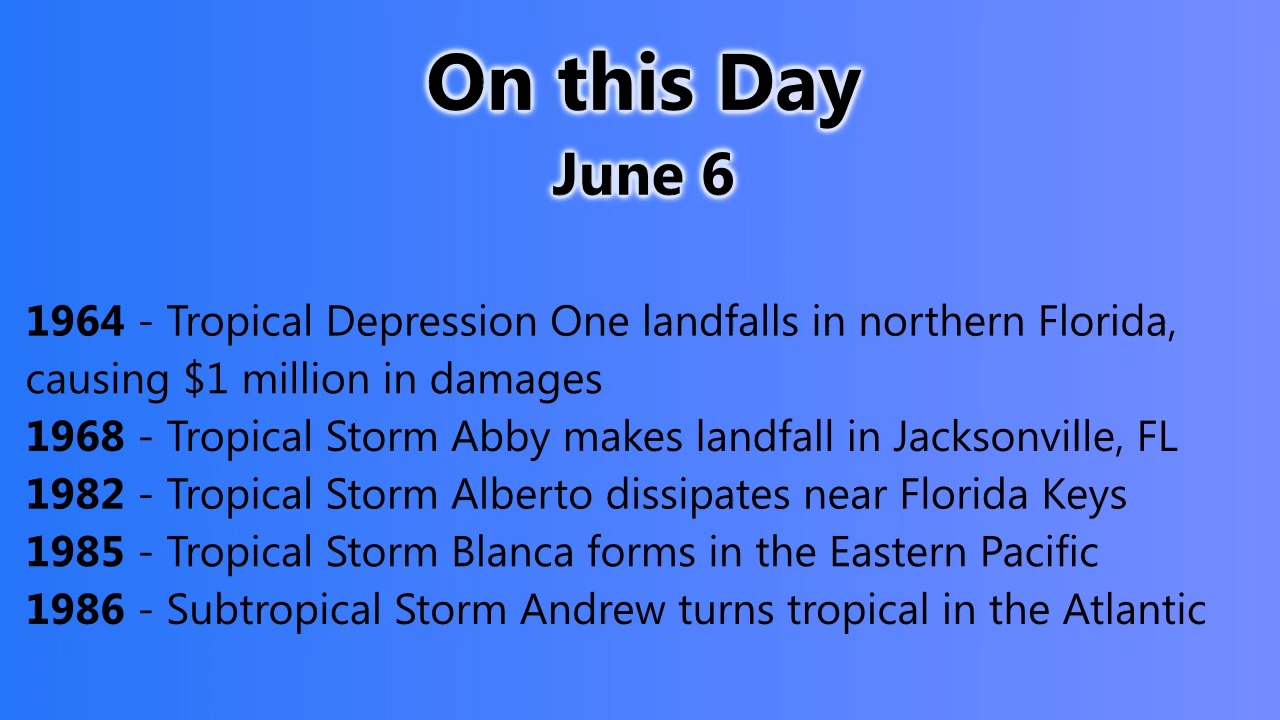 On this Day
June 6
1964 - Tropical Depression One landfalls in northern Florida,
causing $1 million in damages
1968 - Tropical Storm Abby makes landfall in Jacksonville, FL
1982 - Tropical Storm Alberto dissipates near Florida Keys
1985 - Tropical Storm Blanca forms in the Eastern Pacific
1986 - Subtropical Storm Andrew turns tropical in the Atlantic